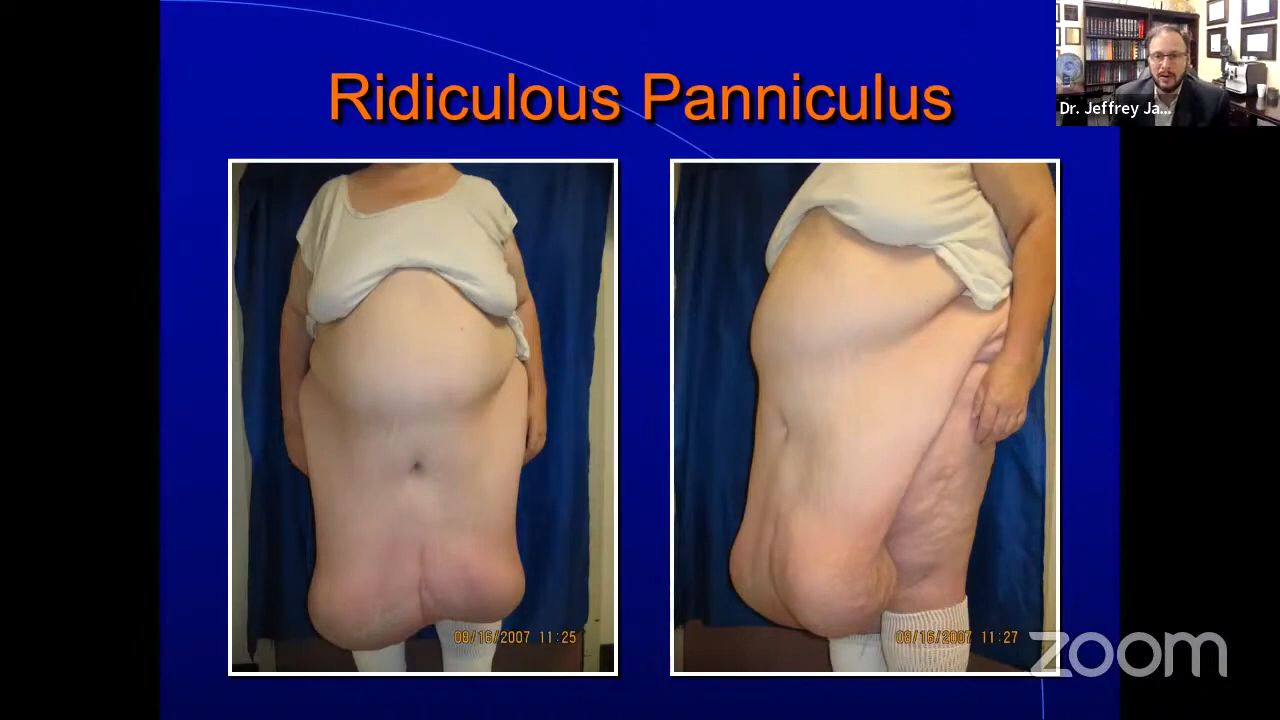 Ridiculous Panniculus
Dr. Jeffrey Ja...
08/16/2007 11:25
08/16/2007 11:27
zoom